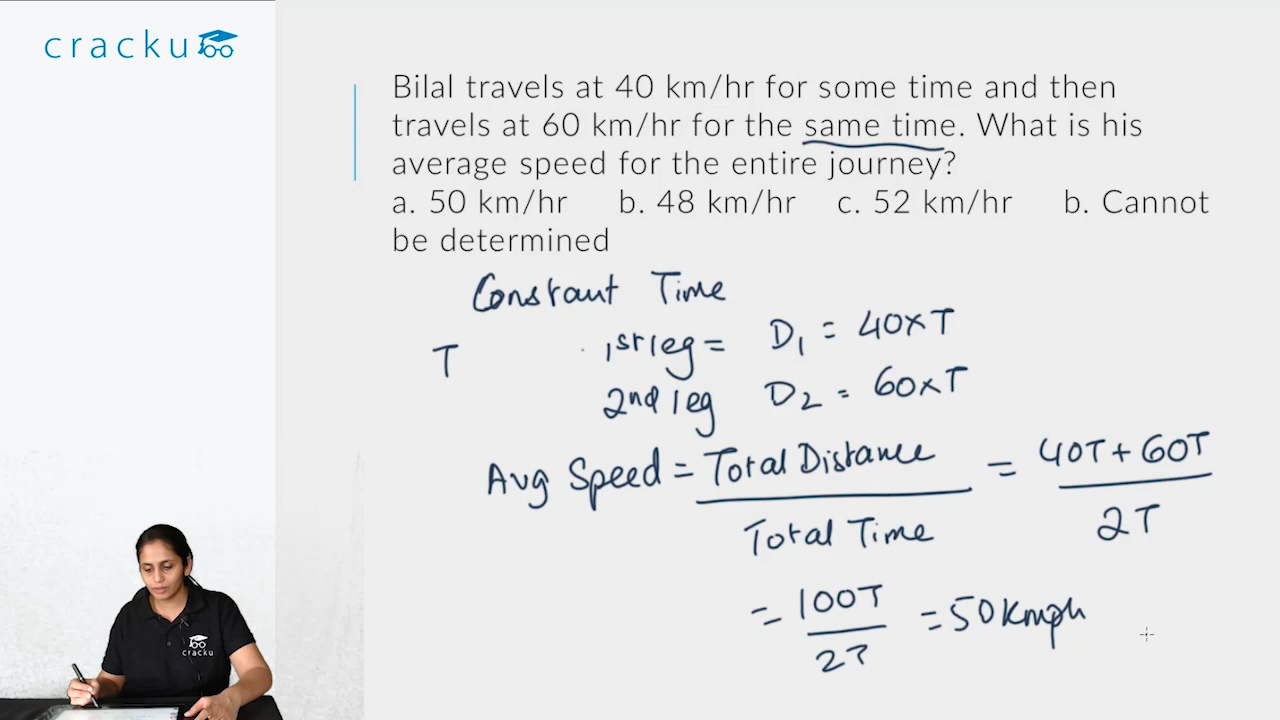 cracku
Bilal travels at 40 km/hr for some time and then
travels at 60 km/hr for the same time. What is his
average speed for the entire journey?
a. 50 km/hr b. 48 km/hr c. 52 km/hr b. Cannot
be determined
Constant Time
T 1st leg = D1 = 40xT
2nd leg D2 = 60xT
Avg Speed = Total Distance / Total Time = 40T + 60T / 2T
= 100T / 2T = 50 Kmph
cracku